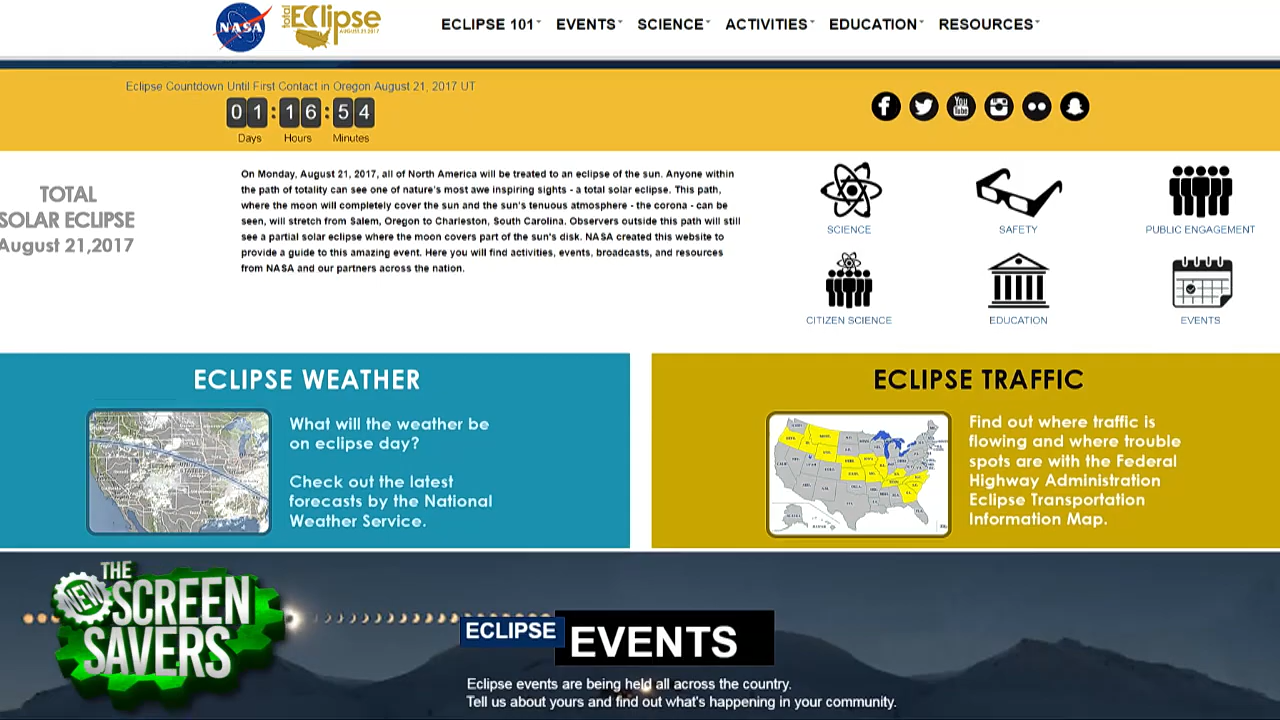 NASA
total
ECLipse
AUGUST 21, 2017
ECLIPSE 101
EVENTS
SCIENCE
ACTIVITIES
EDUCATION
RESOURCES
Eclipse Countdown Until First Contact in Oregon August 21, 2017 UT
01:16:54
Days Hours Minutes
You
Tube
TOTAL
SOLAR ECLIPSE
August 21,2017
On Monday, August 21, 2017, all of North America will be treated to an eclipse of the sun. Anyone within
the path of totality can see one of nature's most awe inspiring sights - a total solar eclipse. This path,
where the moon will completely cover the sun and the sun's tenuous atmosphere - the corona - can be
seen, will stretch from Salem, Oregon to Charleston, South Carolina. Observers outside this path will still
see a partial solar eclipse where the moon covers part of the sun's disk. NASA created this website to
provide a guide to this amazing event. Here you will find activities, events, broadcasts, and resources
from NASA and our partners across the nation.
SCIENCE
SAFETY
PUBLIC ENGAGEMENT
CITIZEN SCIENCE
EDUCATION
EVENTS
ECLIPSE WEATHER
What will the weather be
on eclipse day?
Check out the latest
forecasts by the National
Weather Service.
ECLIPSE TRAFFIC
Find out where traffic is
flowing and where trouble
spots are with the Federal
Highway Administration
Eclipse Transportation
Information Map.
THE
NEW
SCREEN
SAVERS
ECLIPSE
EVENTS
Eclipse events are being held all across the country.
Tell us about yours and find out what's happening in your community.